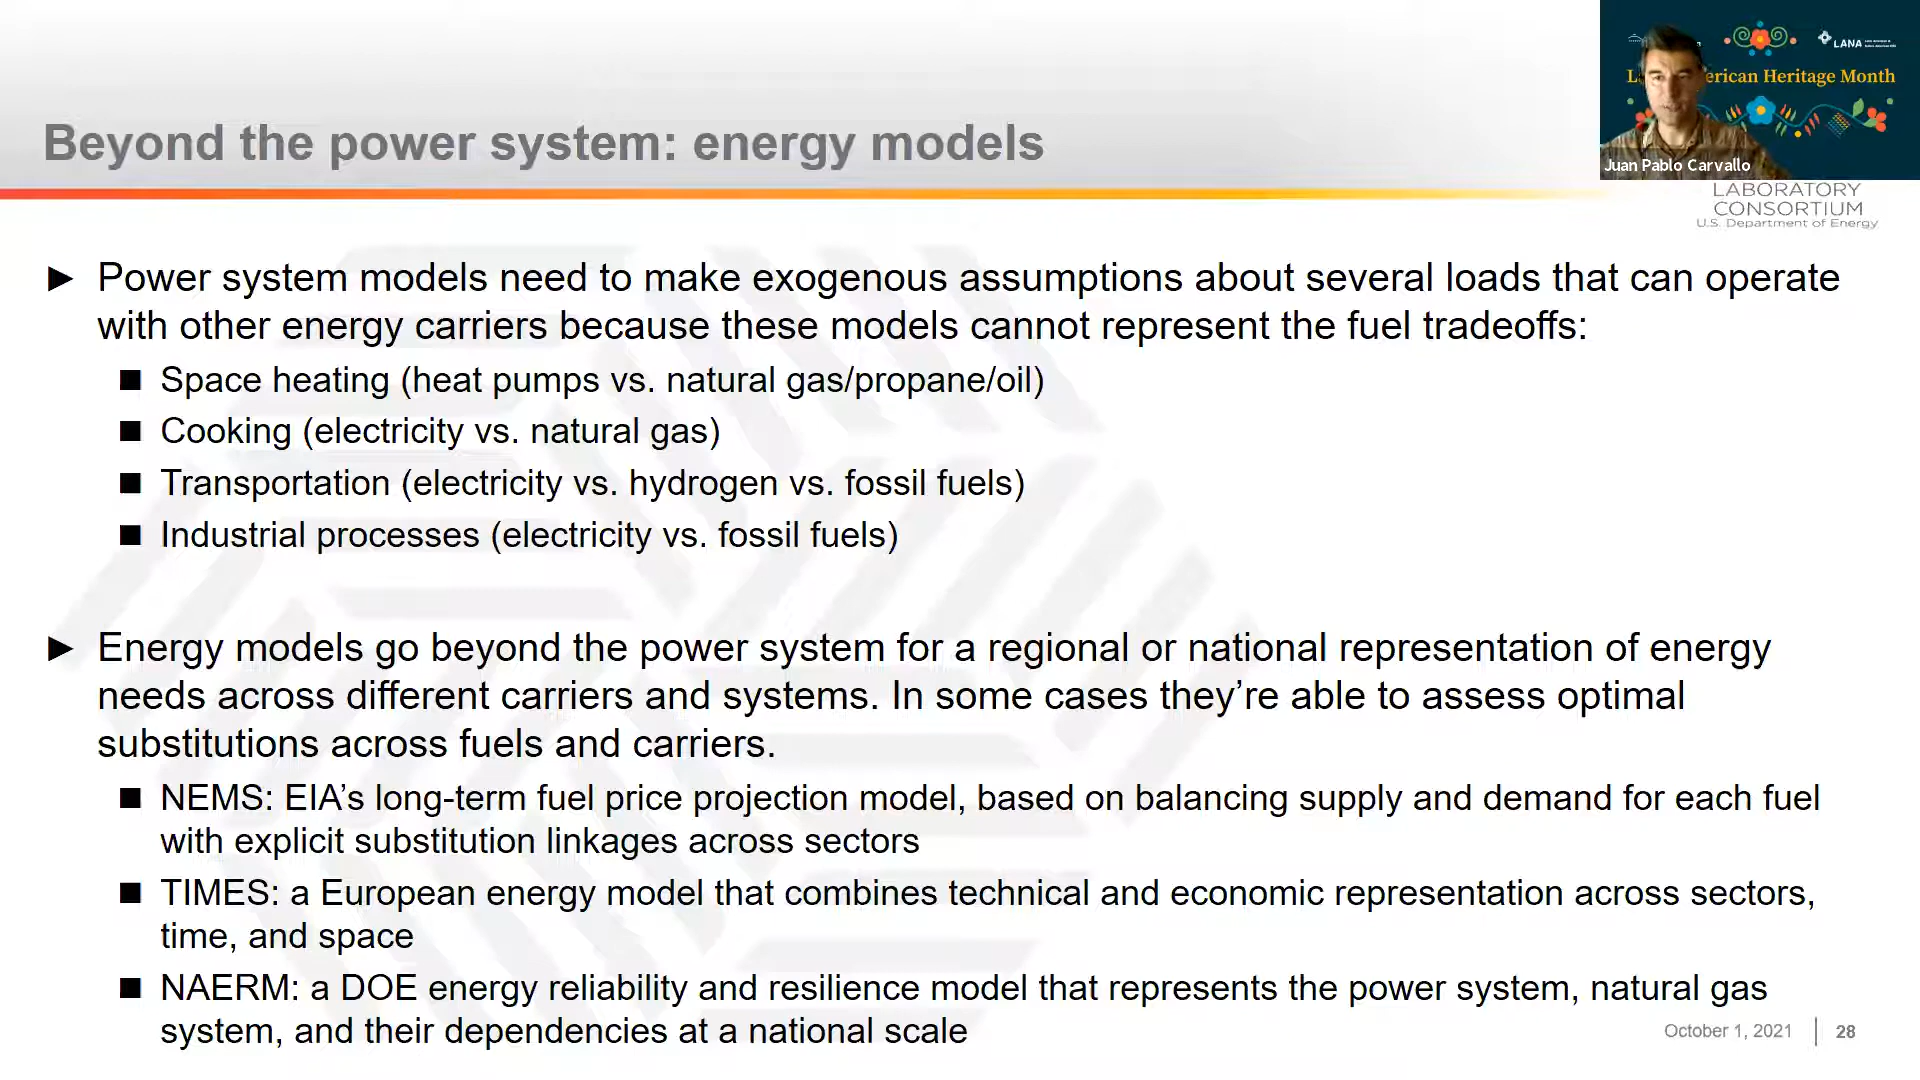 LANA
erican Heritage Month
Juan Pablo Carvallo
Beyond the power system: energy models
LABORATORY
CONSORTIUM
U.S. Department of Energy
► Power system models need to make exogenous assumptions about several loads that can operate
with other energy carriers because these models cannot represent the fuel tradeoffs:
■ Space heating (heat pumps vs. natural gas/propane/oil)
■ Cooking (electricity vs. natural gas)
■ Transportation (electricity vs. hydrogen vs. fossil fuels)
■ Industrial processes (electricity vs. fossil fuels)
► Energy models go beyond the power system for a regional or national representation of energy
needs across different carriers and systems. In some cases they’re able to assess optimal
substitutions across fuels and carriers.
■ NEMS: EIA’s long-term fuel price projection model, based on balancing supply and demand for each fuel
with explicit substitution linkages across sectors
■ TIMES: a European energy model that combines technical and economic representation across sectors,
time, and space
■ NAERM: a DOE energy reliability and resilience model that represents the power system, natural gas
system, and their dependencies at a national scale
October 1, 2021 28